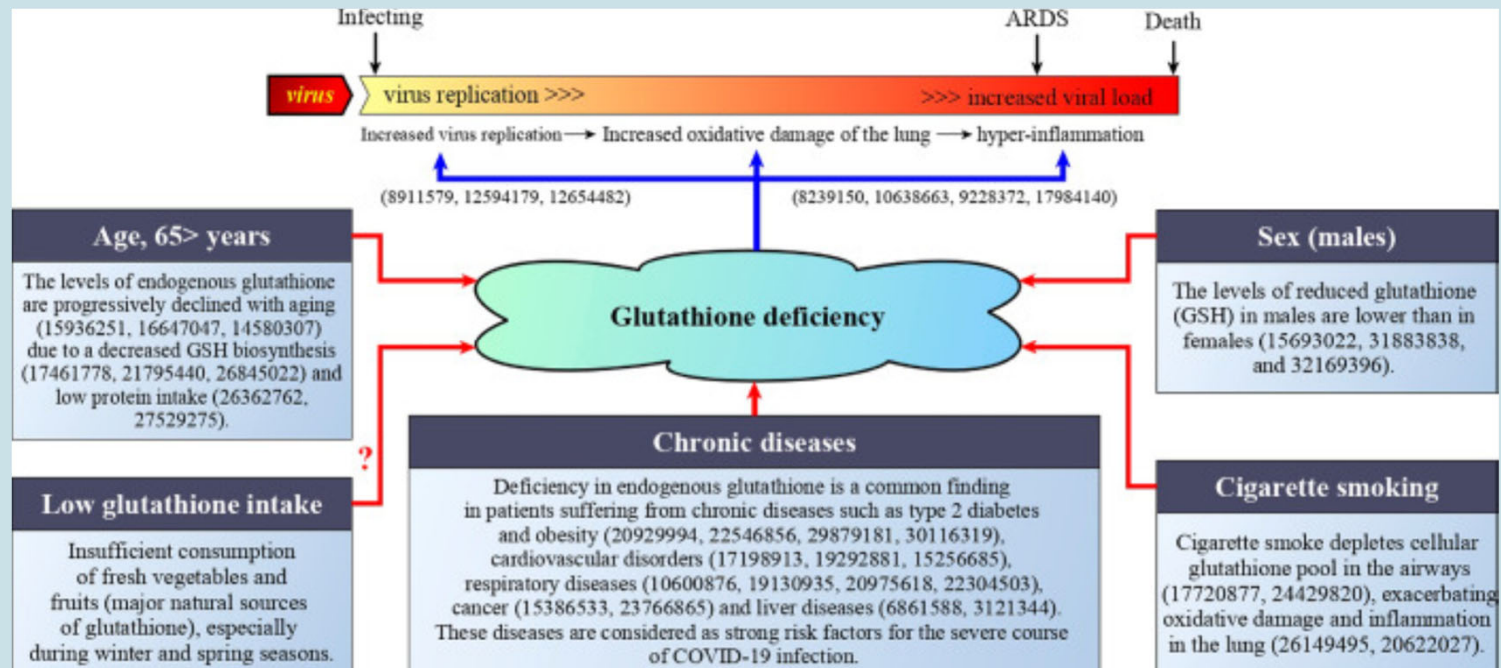 Infecting
ARDS
Death
virus
virus replication >>>
>>> increased viral load
Increased virus replication → Increased oxidative damage of the lung → hyper-inflammation
(8911579, 12594179, 12654482)
(8239150, 10638663, 9228372, 17984140)
Age, 65> years
The levels of endogenous glutathione
are progressively declined with aging
(15936251, 16647047, 14580307)
due to a decreased GSH biosynthesis
(17461778, 21795440, 26845022) and
low protein intake (26362762,
27529275).
Glutathione deficiency
Sex (males)
The levels of reduced glutathione
(GSH) in males are lower than in
females (15693022, 31883838,
and 32169396).
?
Low glutathione intake
Insufficient consumption
of fresh vegetables and
fruits (major natural sources
of glutathione), especially
during winter and spring seasons.
Chronic diseases
Deficiency in endogenous glutathione is a common finding
in patients suffering from chronic diseases such as type 2 diabetes
and obesity (20929994, 22546856, 29879181, 30116319),
cardiovascular disorders (17198913, 19292881, 15256685),
respiratory diseases (10600876, 19130935, 20975618, 22304503),
cancer (15386533, 23766865) and liver diseases (6861588, 3121344).
These diseases are considered as strong risk factors for the severe course
of COVID-19 infection.
Cigarette smoking
Cigarette smoke depletes cellular
glutathione pool in the airways
(17720877, 24429820), exacerbating
oxidative damage and inflammation
in the lung (26149495, 20622027).